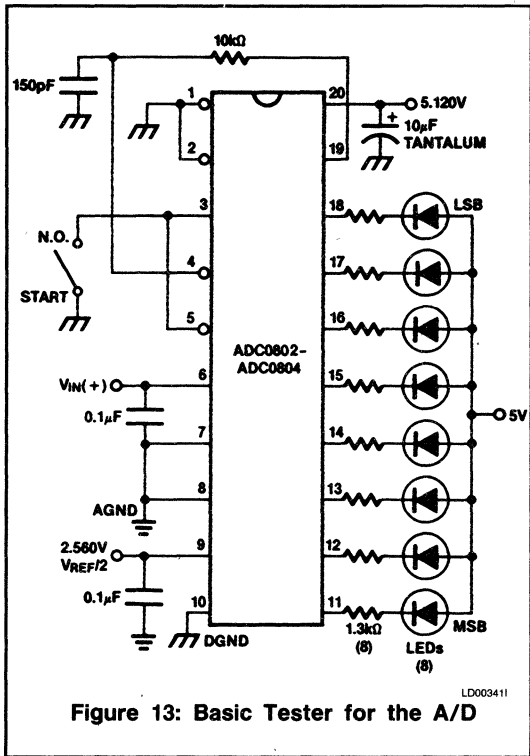 10kΩ
150pF
1
20
5.120V
+
10μF
TANTALUM
2
19
3
18
LSB
N.O.
4
17
START
5
16
ADC0802-
ADC0804
VIN(+)
6
15
0.1μF
5V
7
14
8
13
AGND
2.560V
VREF/2
9
12
0.1μF
10
11
DGND
1.3kΩ
(8)
LEDs
(8)
MSB
LD00341I
Figure 13: Basic Tester for the A/D